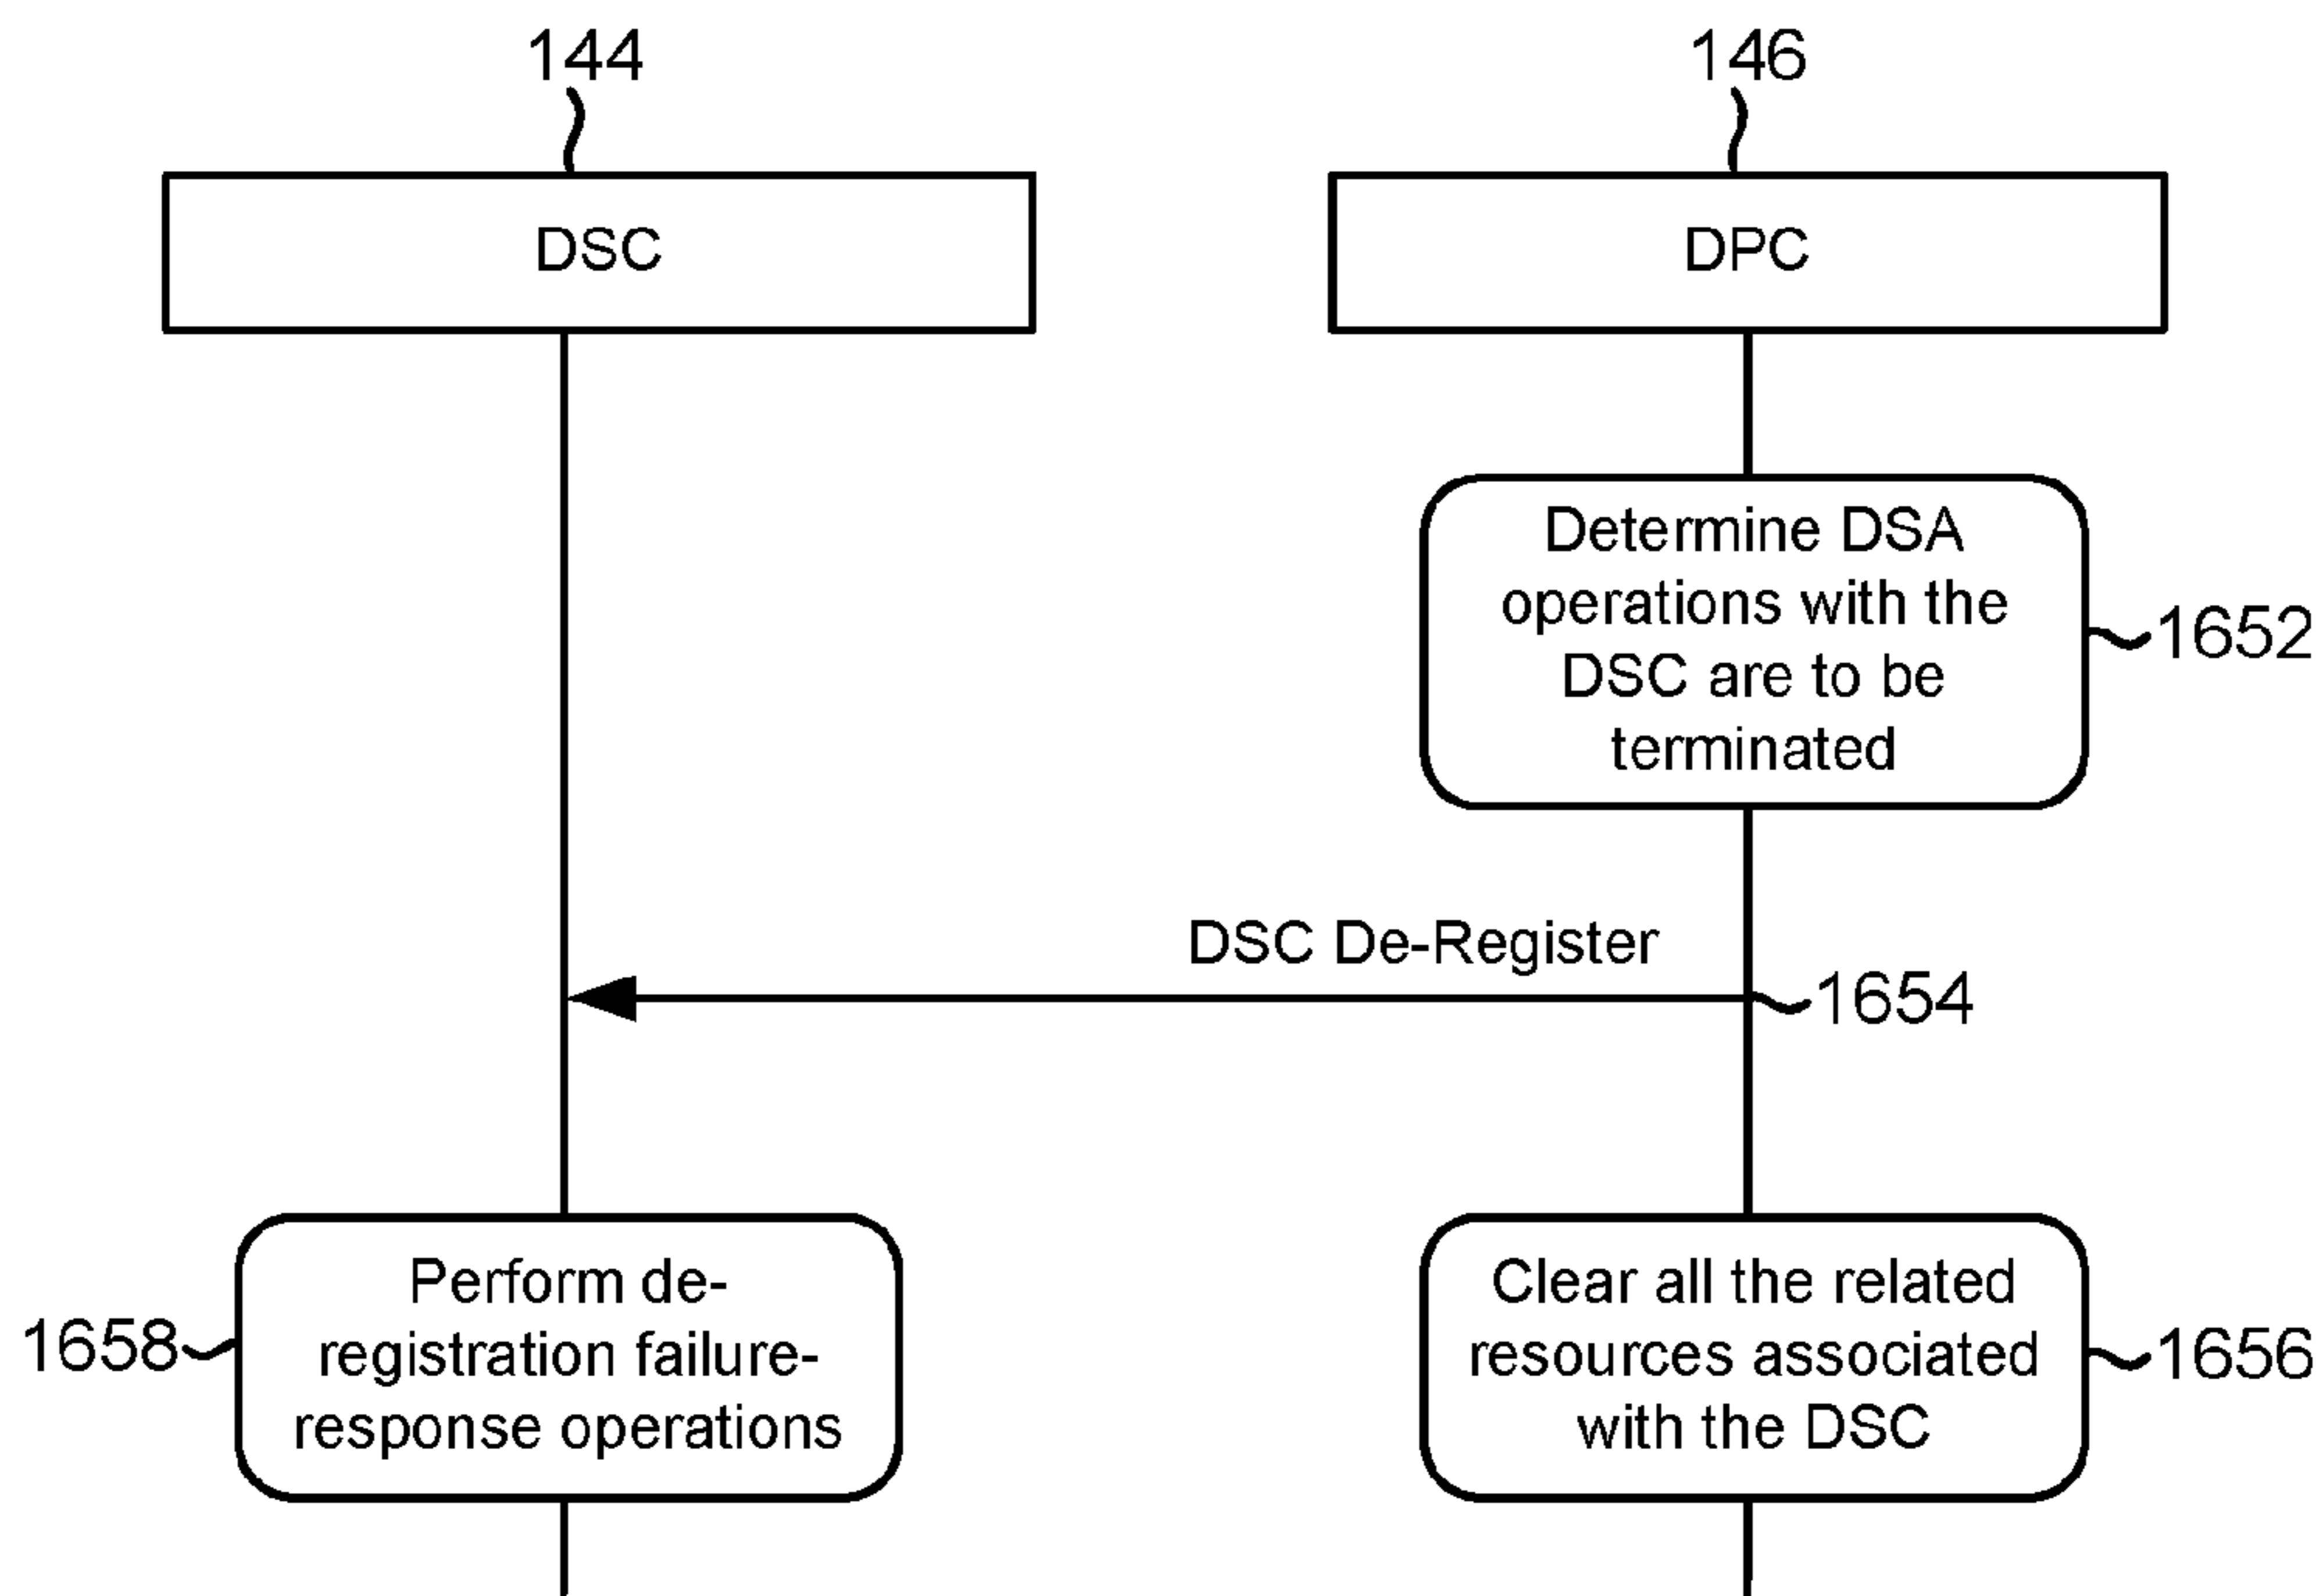 144
146
DSC
DPC
Determine DSA
operations with the
DSC are to be
terminated
1652
DSC De-Register
1654
Perform de-
registration failure-
response operations
1658
Clear all the related
resources associated
with the DSC
1656